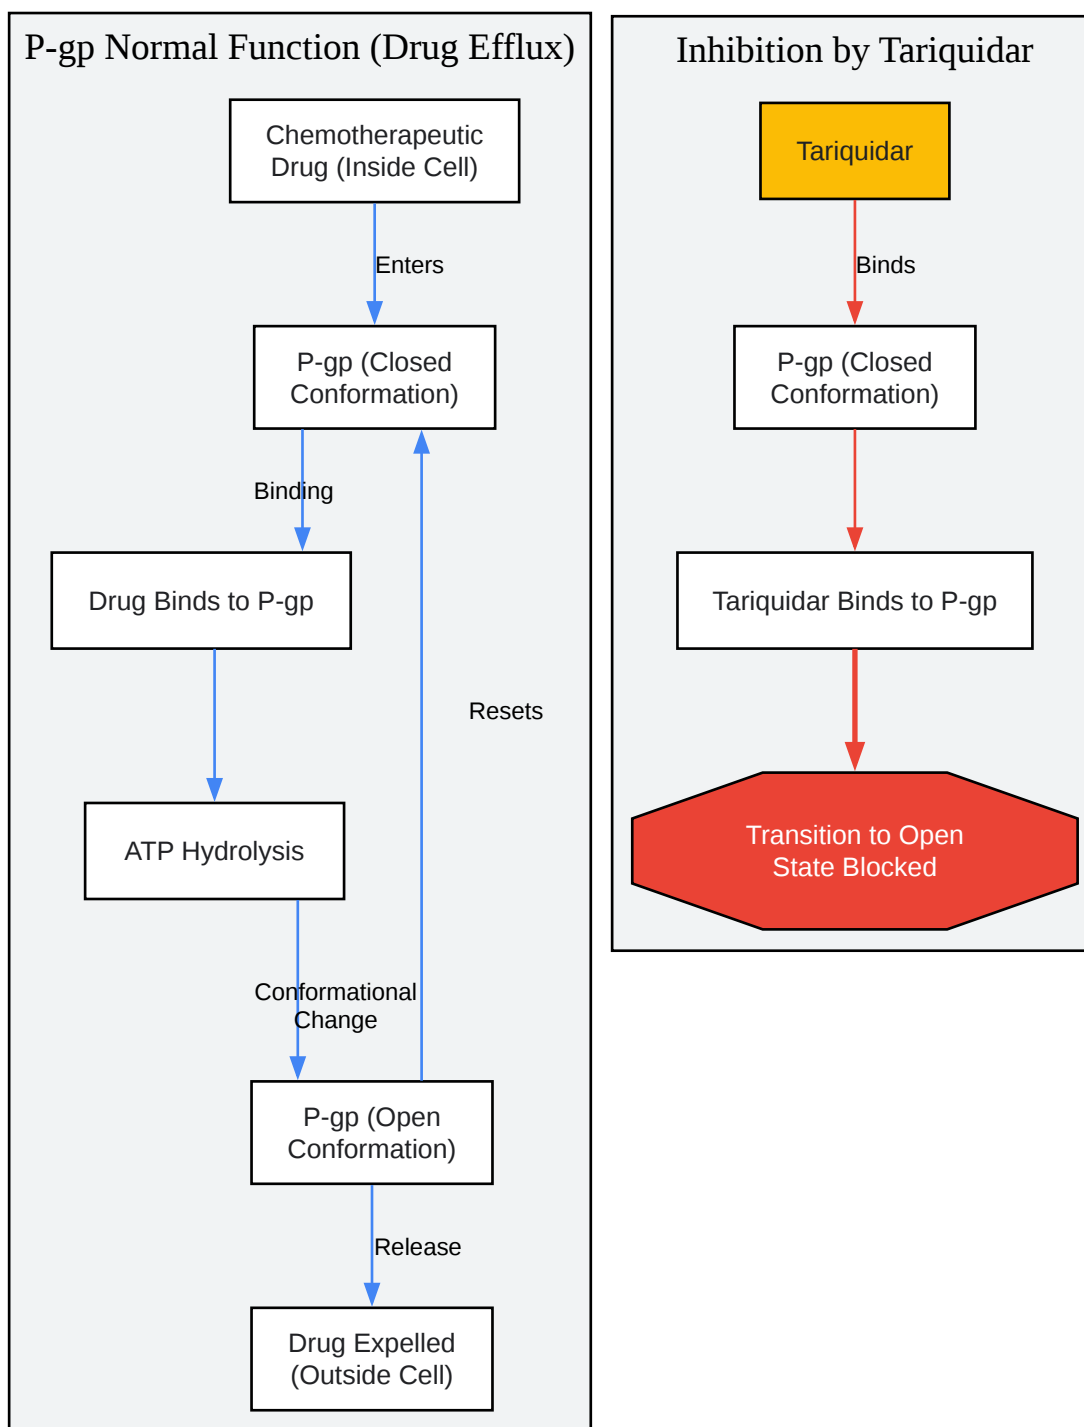 P-gp Normal Function (Drug Efflux)
Chemotherapeutic
Drug (Inside Cell)
Enters
P-gp (Closed
Conformation)
Binding
Drug Binds to P-gp
Resets
ATP Hydrolysis
Conformational
Change
P-gp (Open
Conformation)
Release
Drug Expelled
(Outside Cell)
Inhibition by Tariquidar
Tariquidar
Binds
P-gp (Closed
Conformation)
Tariquidar Binds to P-gp
Transition to Open
State Blocked